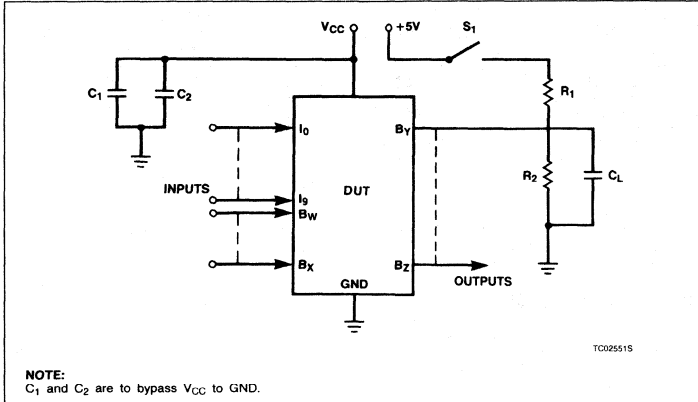 VCC +5V S1
C1 C2 R1
I0 BY
INPUTS I9 DUT R2 CL
BW
BX BZ
GND OUTPUTS
TC02551S
NOTE:
C1 and C2 are to bypass VCC to GND.